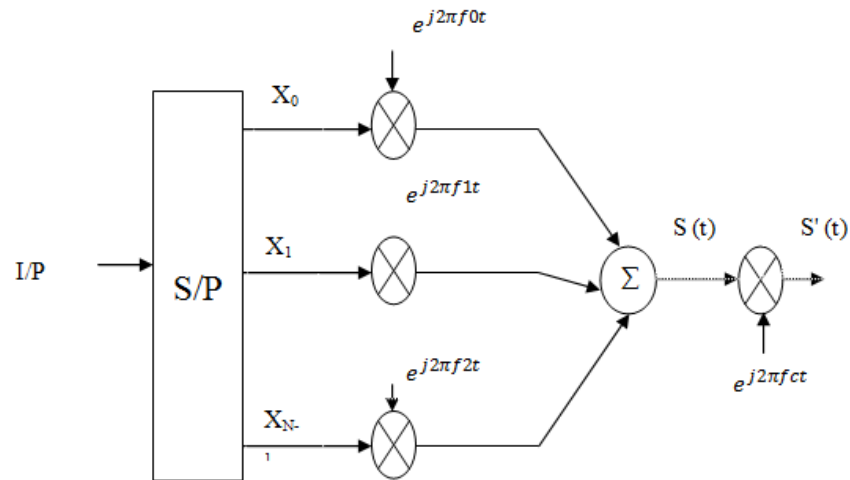 e^{j2πf0t}
X₀
e^{j2πf1t}
S (t)
S' (t)
X₁
I/P
S/P
Σ
e^{j2πf2t}
e^{j2πfct}
X_{N-
1}